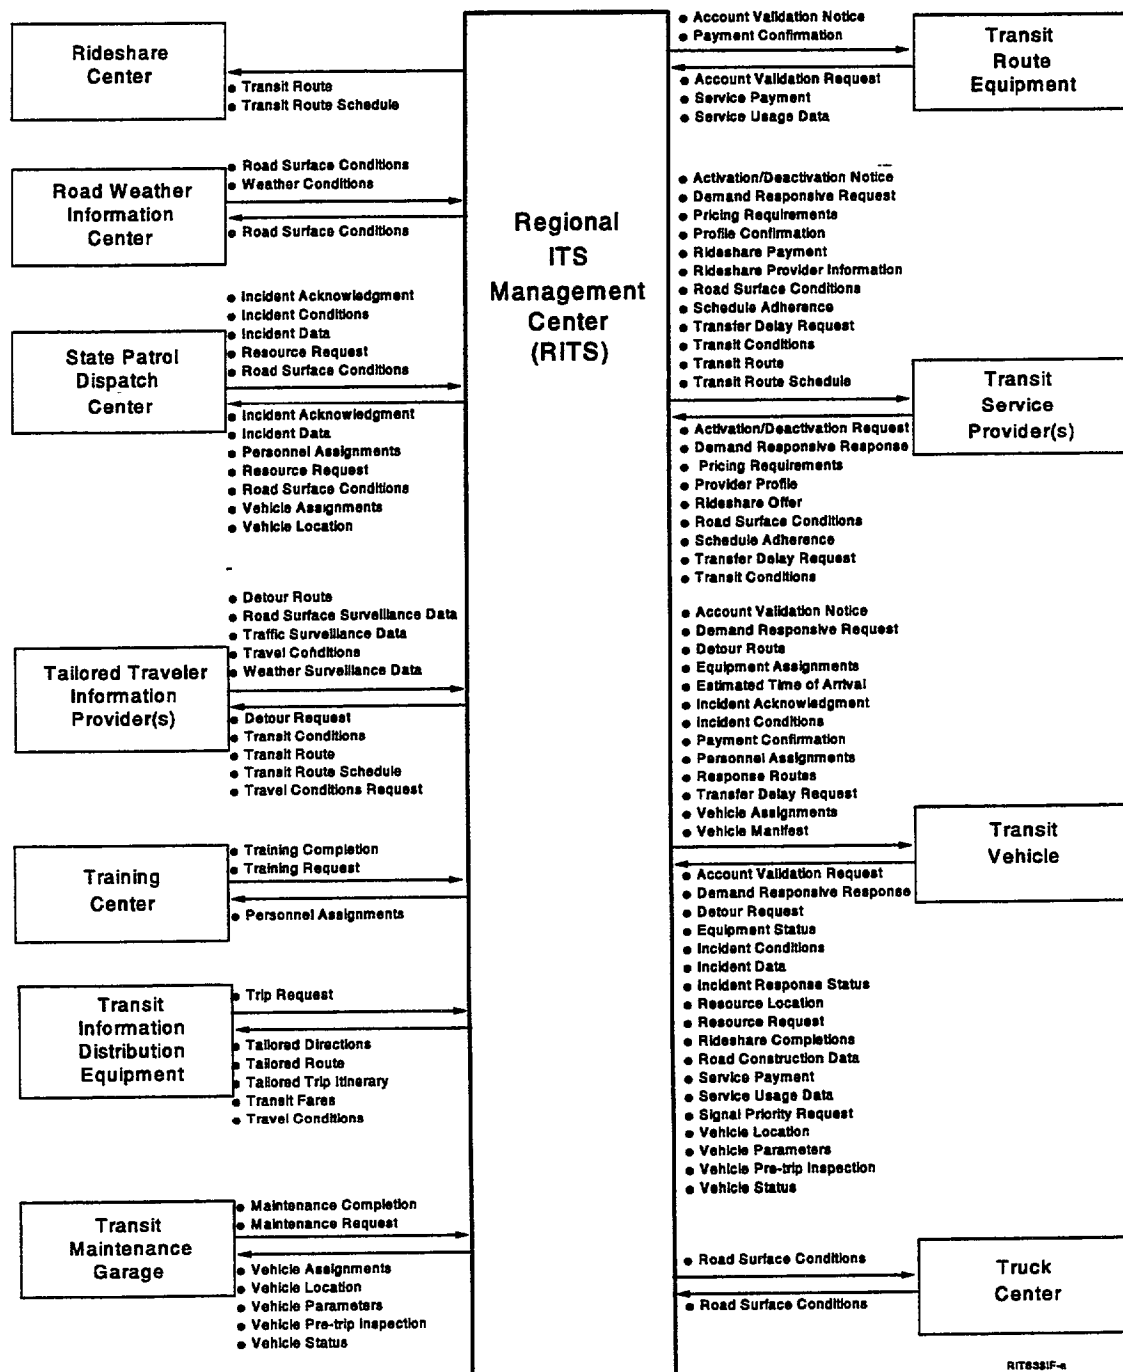 Rideshare
Center
• Transit Route
• Transit Route Schedule
• Road Surface Conditions
• Weather Conditions
Road Weather
Information
Center
• Road Surface Conditions
• Incident Acknowledgment
• Incident Conditions
• Incident Data
• Resource Request
• Road Surface Conditions
State Patrol
Dispatch
Center
• Incident Acknowledgment
• Incident Data
• Personnel Assignments
• Resource Request
• Road Surface Conditions
• Vehicle Assignments
• Vehicle Location
• Detour Route
• Road Surface Surveillance Data
• Traffic Surveillance Data
• Travel Conditions
• Weather Surveillance Data
Tailored Traveler
Information
Provider(s)
• Detour Request
• Transit Conditions
• Transit Route
• Transit Route Schedule
• Travel Conditions Request
• Training Completion
• Training Request
Training
Center
• Personnel Assignments
• Trip Request
Transit
Information
Distribution
Equipment
• Tailored Directions
• Tailored Route
• Tailored Trip Itinerary
• Transit Fares
• Travel Conditions
• Maintenance Completion
• Maintenance Request
Transit
Maintenance
Garage
• Vehicle Assignments
• Vehicle Location
• Vehicle Parameters
• Vehicle Pre-trip Inspection
• Vehicle Status
Regional
ITS
Management
Center
(RITS)
• Account Validation Notice
• Payment Confirmation
Transit
Route
Equipment
• Account Validation Request
• Service Payment
• Service Usage Data
• Activation/Deactivation Notice
• Demand Responsive Request
• Pricing Requirements
• Profile Confirmation
• Rideshare Payment
• Rideshare Provider Information
• Road Surface Conditions
• Schedule Adherence
• Transfer Delay Request
• Transit Conditions
• Transit Route
• Transit Route Schedule
Transit
Service
Provider(s)
• Activation/Deactivation Request
• Demand Responsive Response
• Pricing Requirements
• Provider Profile
• Rideshare Offer
• Road Surface Conditions
• Schedule Adherence
• Transfer Delay Request
• Transit Conditions
• Account Validation Notice
• Demand Responsive Request
• Detour Route
• Equipment Assignments
• Estimated Time of Arrival
• Incident Acknowledgment
• Incident Conditions
• Payment Confirmation
• Personnel Assignments
• Response Routes
• Transfer Delay Request
• Vehicle Assignments
• Vehicle Manifest
Transit
Vehicle
• Account Validation Request
• Demand Responsive Response
• Detour Request
• Equipment Status
• Incident Conditions
• Incident Data
• Incident Response Status
• Resource Location
• Resource Request
• Rideshare Completions
• Road Construction Data
• Service Payment
• Service Usage Data
• Signal Priority Request
• Vehicle Location
• Vehicle Parameters
• Vehicle Pre-trip Inspection
• Vehicle Status
• Road Surface Conditions
Truck
Center
• Road Surface Conditions